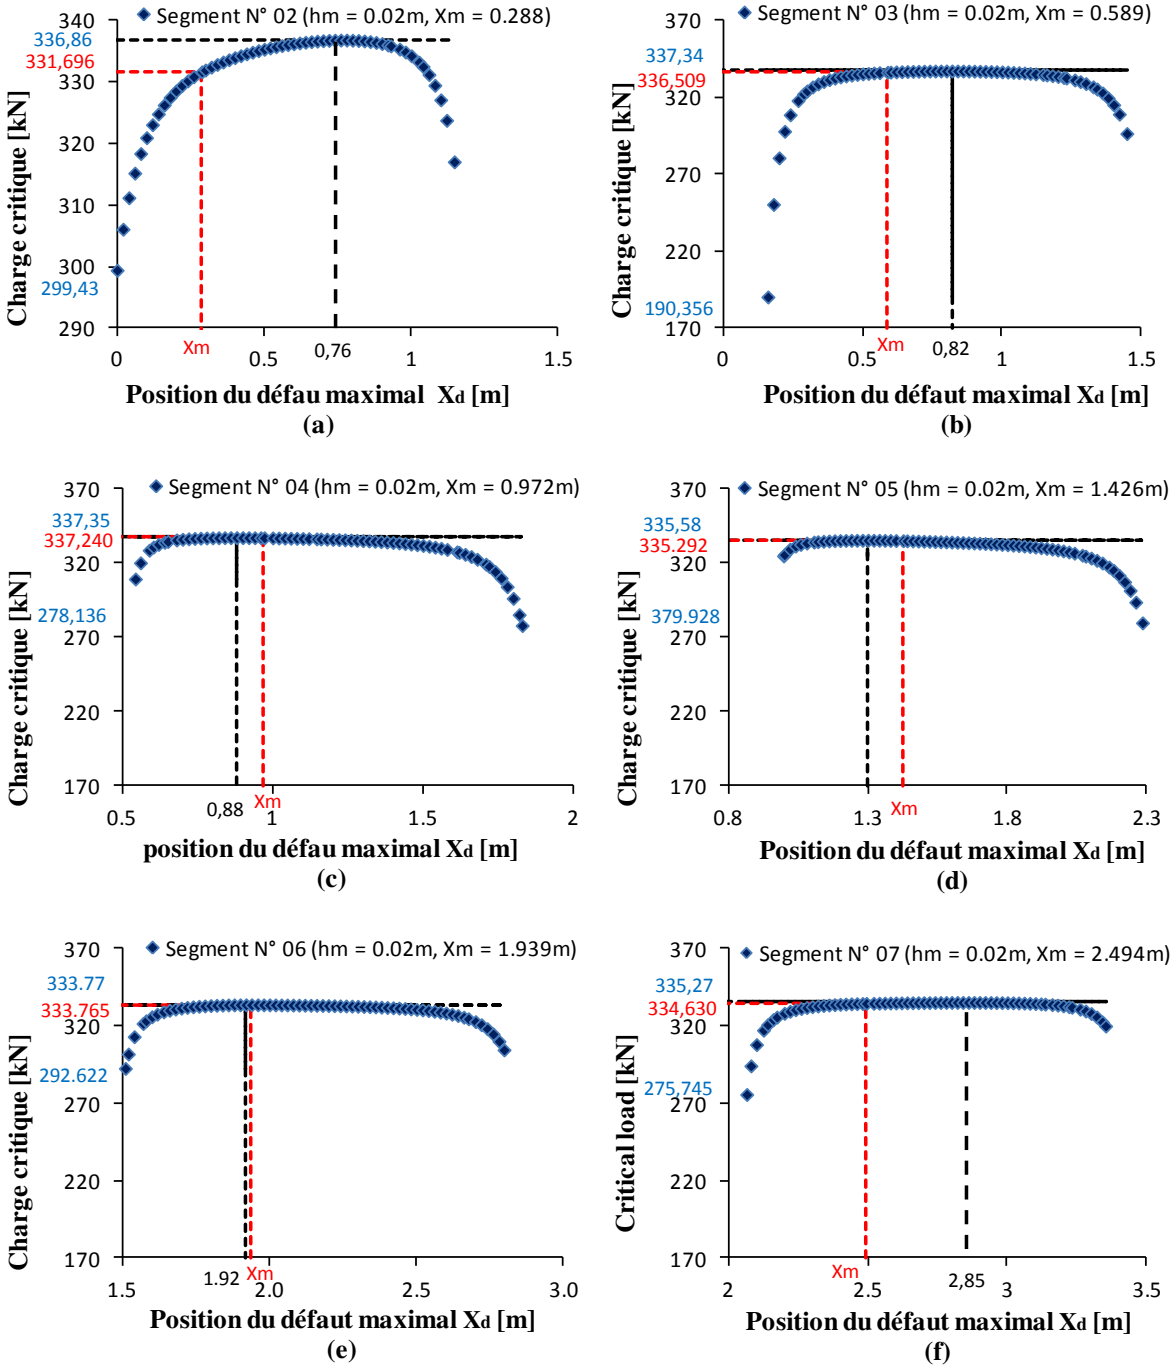 Segment N° 02 (hm = 0.02m, Xm = 0.288)
Charge critique [kN]
340
336,86
331,696
330
320
310
300
299,43
290
0
Xm
0.5
0,76
1
1.5
Position du défau maximal Xd [m]
(a)
Segment N° 03 (hm = 0.02m, Xm = 0.589)
Charge critique [kN]
370
337,34
336,509
320
270
220
190,356
170
0
0.5
Xm
0,82
1
1.5
Position du défaut maximal Xd [m]
(b)
Segment N° 04 (hm = 0.02m, Xm = 0.972m)
Charge critique [kN]
370
337,35
337,240
320
278,136
270
220
170
0.5
0,88
Xm
1
1.5
2
position du défau maximal Xd [m]
(c)
Segment N° 05 (hm = 0.02m, Xm = 1.426m)
Charge critique [kN]
370
335,58
335.292
320
379.928
270
220
170
0.8
1.3
Xm
1.8
2.3
Position du défaut maximal Xd [m]
(d)
Segment N° 06 (hm = 0.02m, Xm = 1.939m)
Charge critique [kN]
370
333.77
333.765
320
292.622
270
220
170
1.5
1.92
Xm
2.0
2.5
3.0
Position du défaut maximal Xd [m]
(e)
Segment N° 07 (hm = 0.02m, Xm = 2.494m)
Critical load [kN]
370
335,27
334,630
320
275,745
270
220
170
2
2.5
Xm
2,85
3
3.5
Position du défaut maximal Xd [m]
(f)